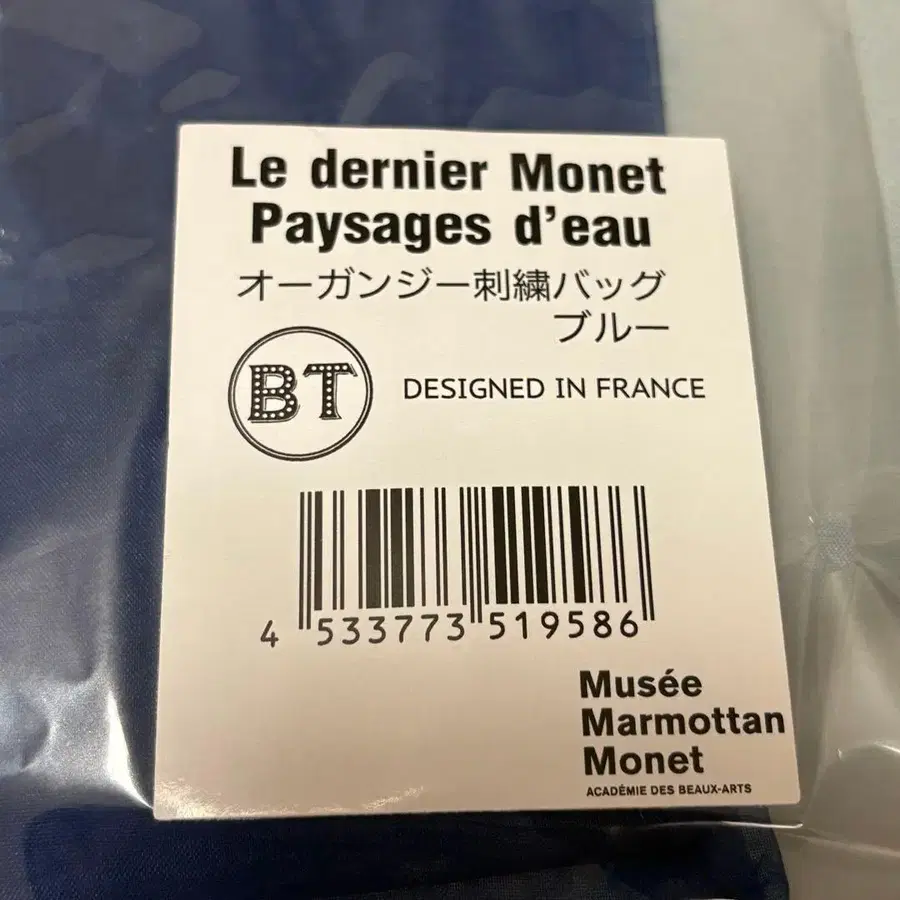 Le dernier Monet
Paysages d'eau
オーガンジー刺繍バッグ
ブルー
BT
DESIGNED IN FRANCE
4 533773 519586
Musée
Marmottan
Monet
ACADÉMIE DES BEAUX-ARTS